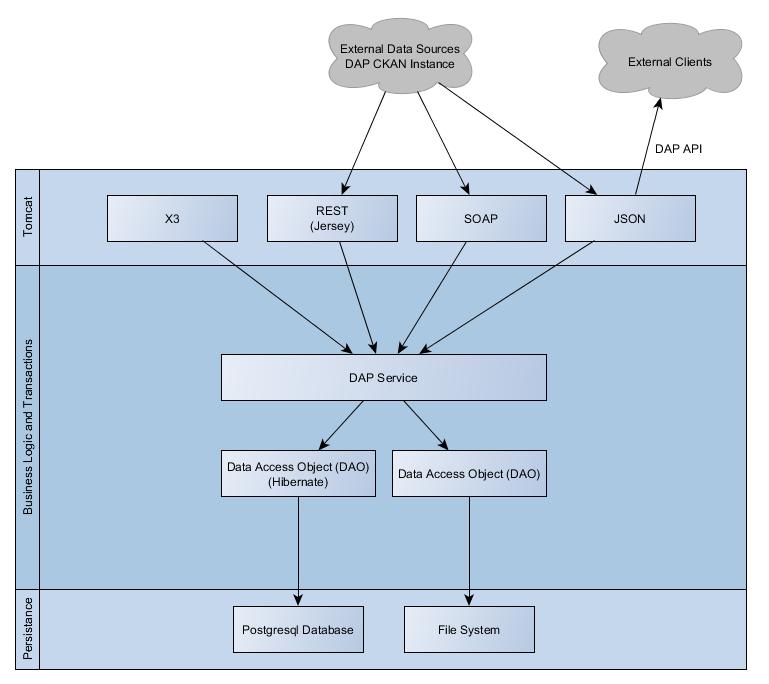 External Data Sources
DAP CKAN Instance
External Clients
DAP API
Tomcat
X3
REST
(Jersey)
SOAP
JSON
Business Logic and Transactions
DAP Service
Data Access Object (DAO)
(Hibernate)
Data Access Object (DAO)
Persistance
Postgresql Database
File System